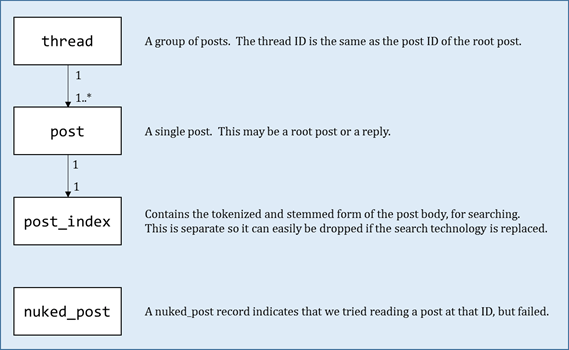 thread
A group of posts. The thread ID is the same as the post ID of the root post.
1
1..*
post
A single post. This may be a root post or a reply.
1
1
post_index
Contains the tokenized and stemmed form of the post body, for searching.
This is separate so it can easily be dropped if the search technology is replaced.
nuked_post
A nuked_post record indicates that we tried reading a post at that ID, but failed.